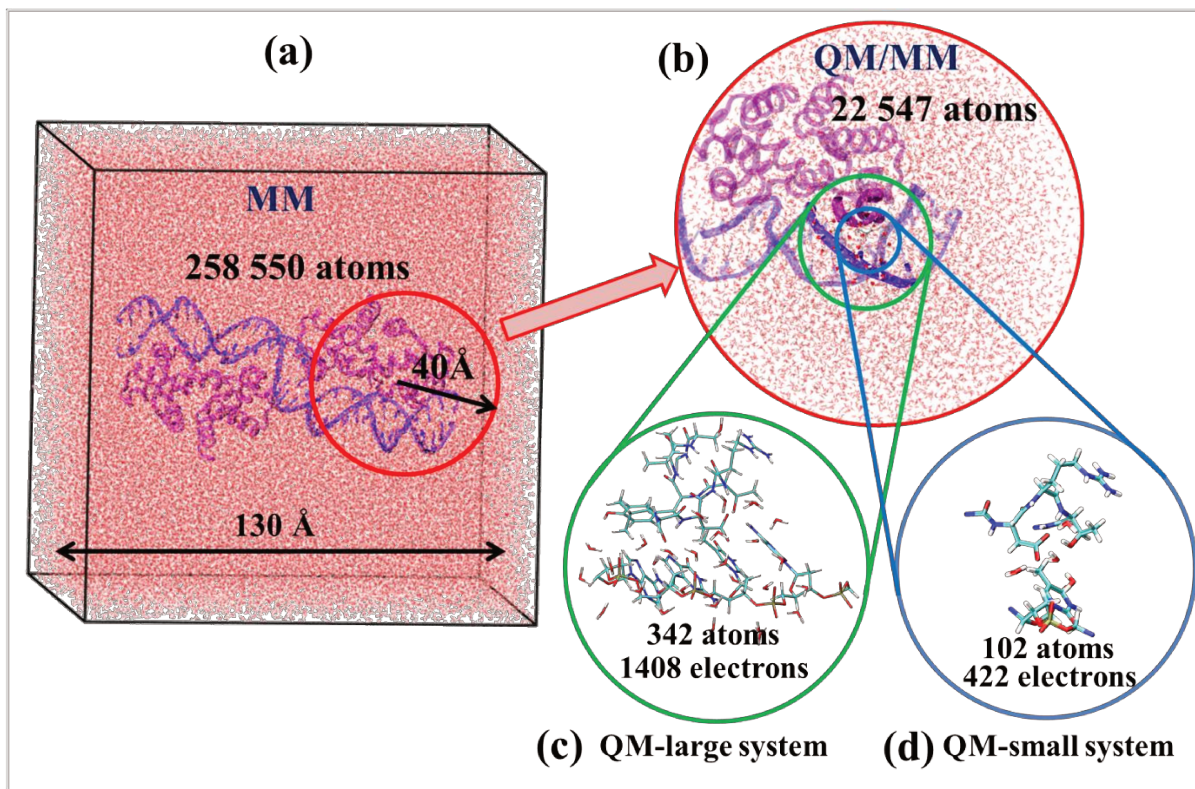 (a)
MM
258 550 atoms
40Å
130 Å
(b)
QM/MM
22 547 atoms
342 atoms
1408 electrons
102 atoms
422 electrons
(c) QM-large system
(d) QM-small system